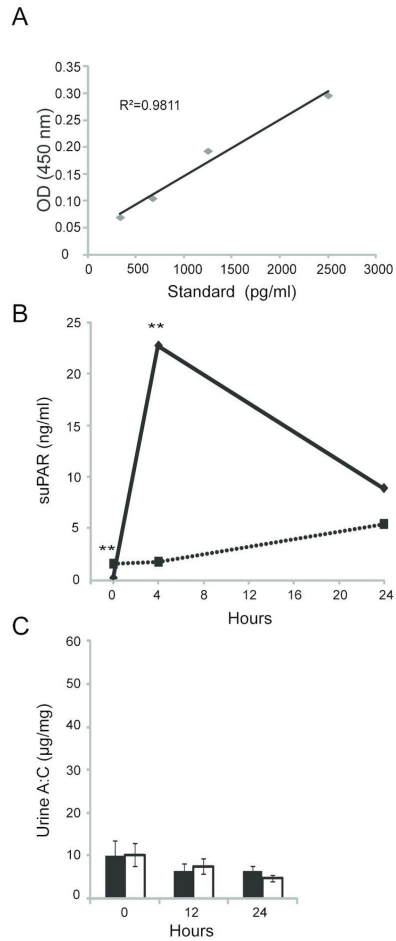 A
0.35
0.30
R²=0.9811
0.25
0.20
0.15
0.10
0.05
0
OD (450 nm)
0 500 1000 1500 2000 2500 3000
Standard (pg/ml)
B
25
**
20
15
10
5
**
0
suPAR (ng/ml)
0 4 8 12 16 20 24
Hours
C
60
50
40
30
20
10
0
Urine A:C (µg/mg)
0 12 24
Hours